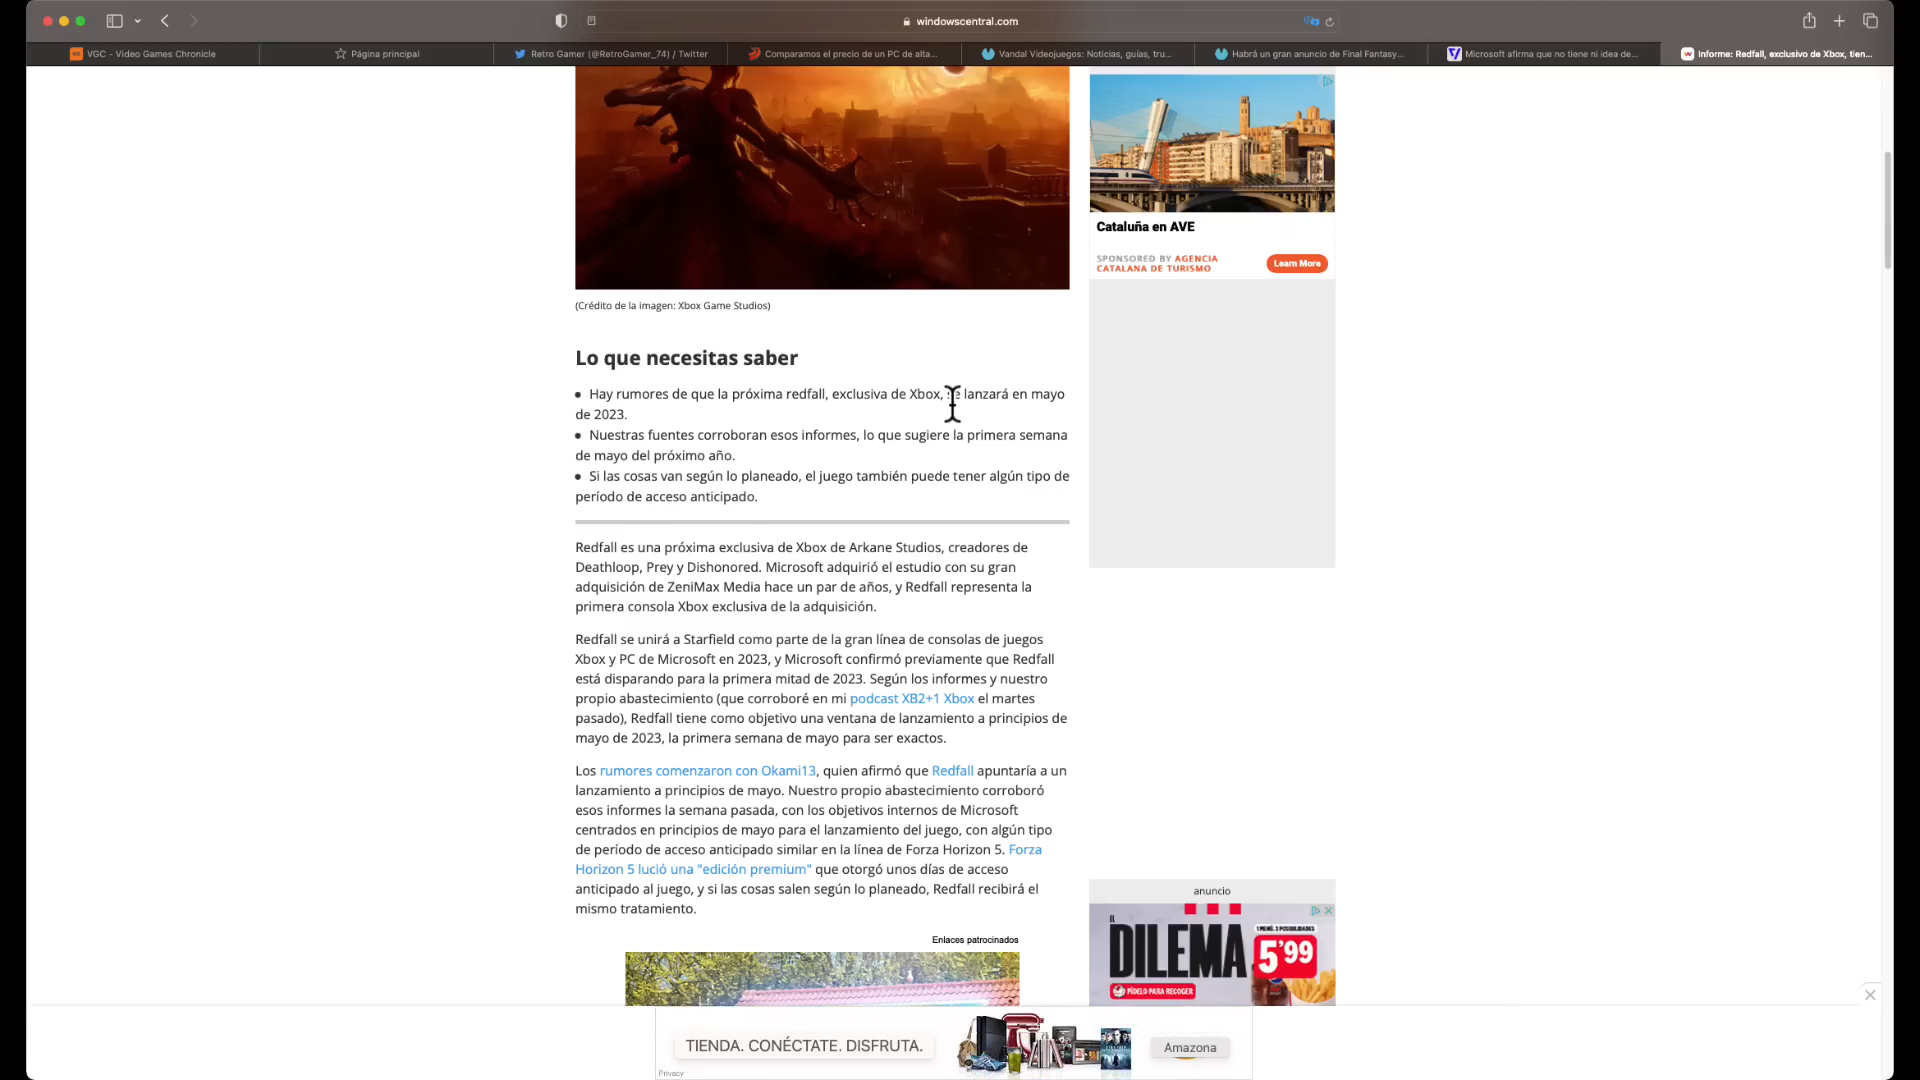 windowscentral.com
VGC - Video Games Chronicle
Página principal
Retro Gamer (@RetroGamer_74) / Twitter
Comparamos el precio de un PC de alta...
Vandal Videojuegos: Noticias, guías, tru...
Habrá un gran anuncio de Final Fantasy...
Microsoft afirma que no tiene ni idea de...
Informe: Redfall, exclusivo de Xbox, tien...
(Crédito de la imagen: Xbox Game Studios)
Lo que necesitas saber
Hay rumores de que la próxima redfall, exclusiva de Xbox, se lanzará en mayo
de 2023.
Nuestras fuentes corroboran esos informes, lo que sugiere la primera semana
de mayo del próximo año.
Si las cosas van según lo planeado, el juego también puede tener algún tipo de
período de acceso anticipado.
Redfall es una próxima exclusiva de Xbox de Arkane Studios, creadores de
Deathloop, Prey y Dishonored. Microsoft adquirió el estudio con su gran
adquisición de ZeniMax Media hace un par de años, y Redfall representa la
primera consola Xbox exclusiva de la adquisición.
Redfall se unirá a Starfield como parte de la gran línea de consolas de juegos
Xbox y PC de Microsoft en 2023, y Microsoft confirmó previamente que Redfall
está disparando para la primera mitad de 2023. Según los informes y nuestro
propio abastecimiento (que corroboré en mi podcast XB2+1 Xbox el martes
pasado), Redfall tiene como objetivo una ventana de lanzamiento a principios de
mayo de 2023, la primera semana de mayo para ser exactos.
Los rumores comenzaron con Okami13, quien afirmó que Redfall apuntaría a un
lanzamiento a principios de mayo. Nuestro propio abastecimiento corroboró
esos informes la semana pasada, con los objetivos internos de Microsoft
centrados en principios de mayo para el lanzamiento del juego, con algún tipo
de período de acceso anticipado similar en la línea de Forza Horizon 5. Forza
Horizon 5 lució una "edición premium" que otorgó unos días de acceso
anticipado al juego, y si las cosas salen según lo planeado, Redfall recibirá el
mismo tratamiento.
Enlaces patrocinados
Cataluña en AVE
SPONSORED BY AGENCIA
CATALANA DE TURISMO
Learn More
anuncio
EL
DILEMA
1 MENÚ. 3 POSIBILIDADES
5'99
PÍDELO PARA RECOGER
TIENDA. CONÉCTATE. DISFRUTA.
Amazona
Privacy